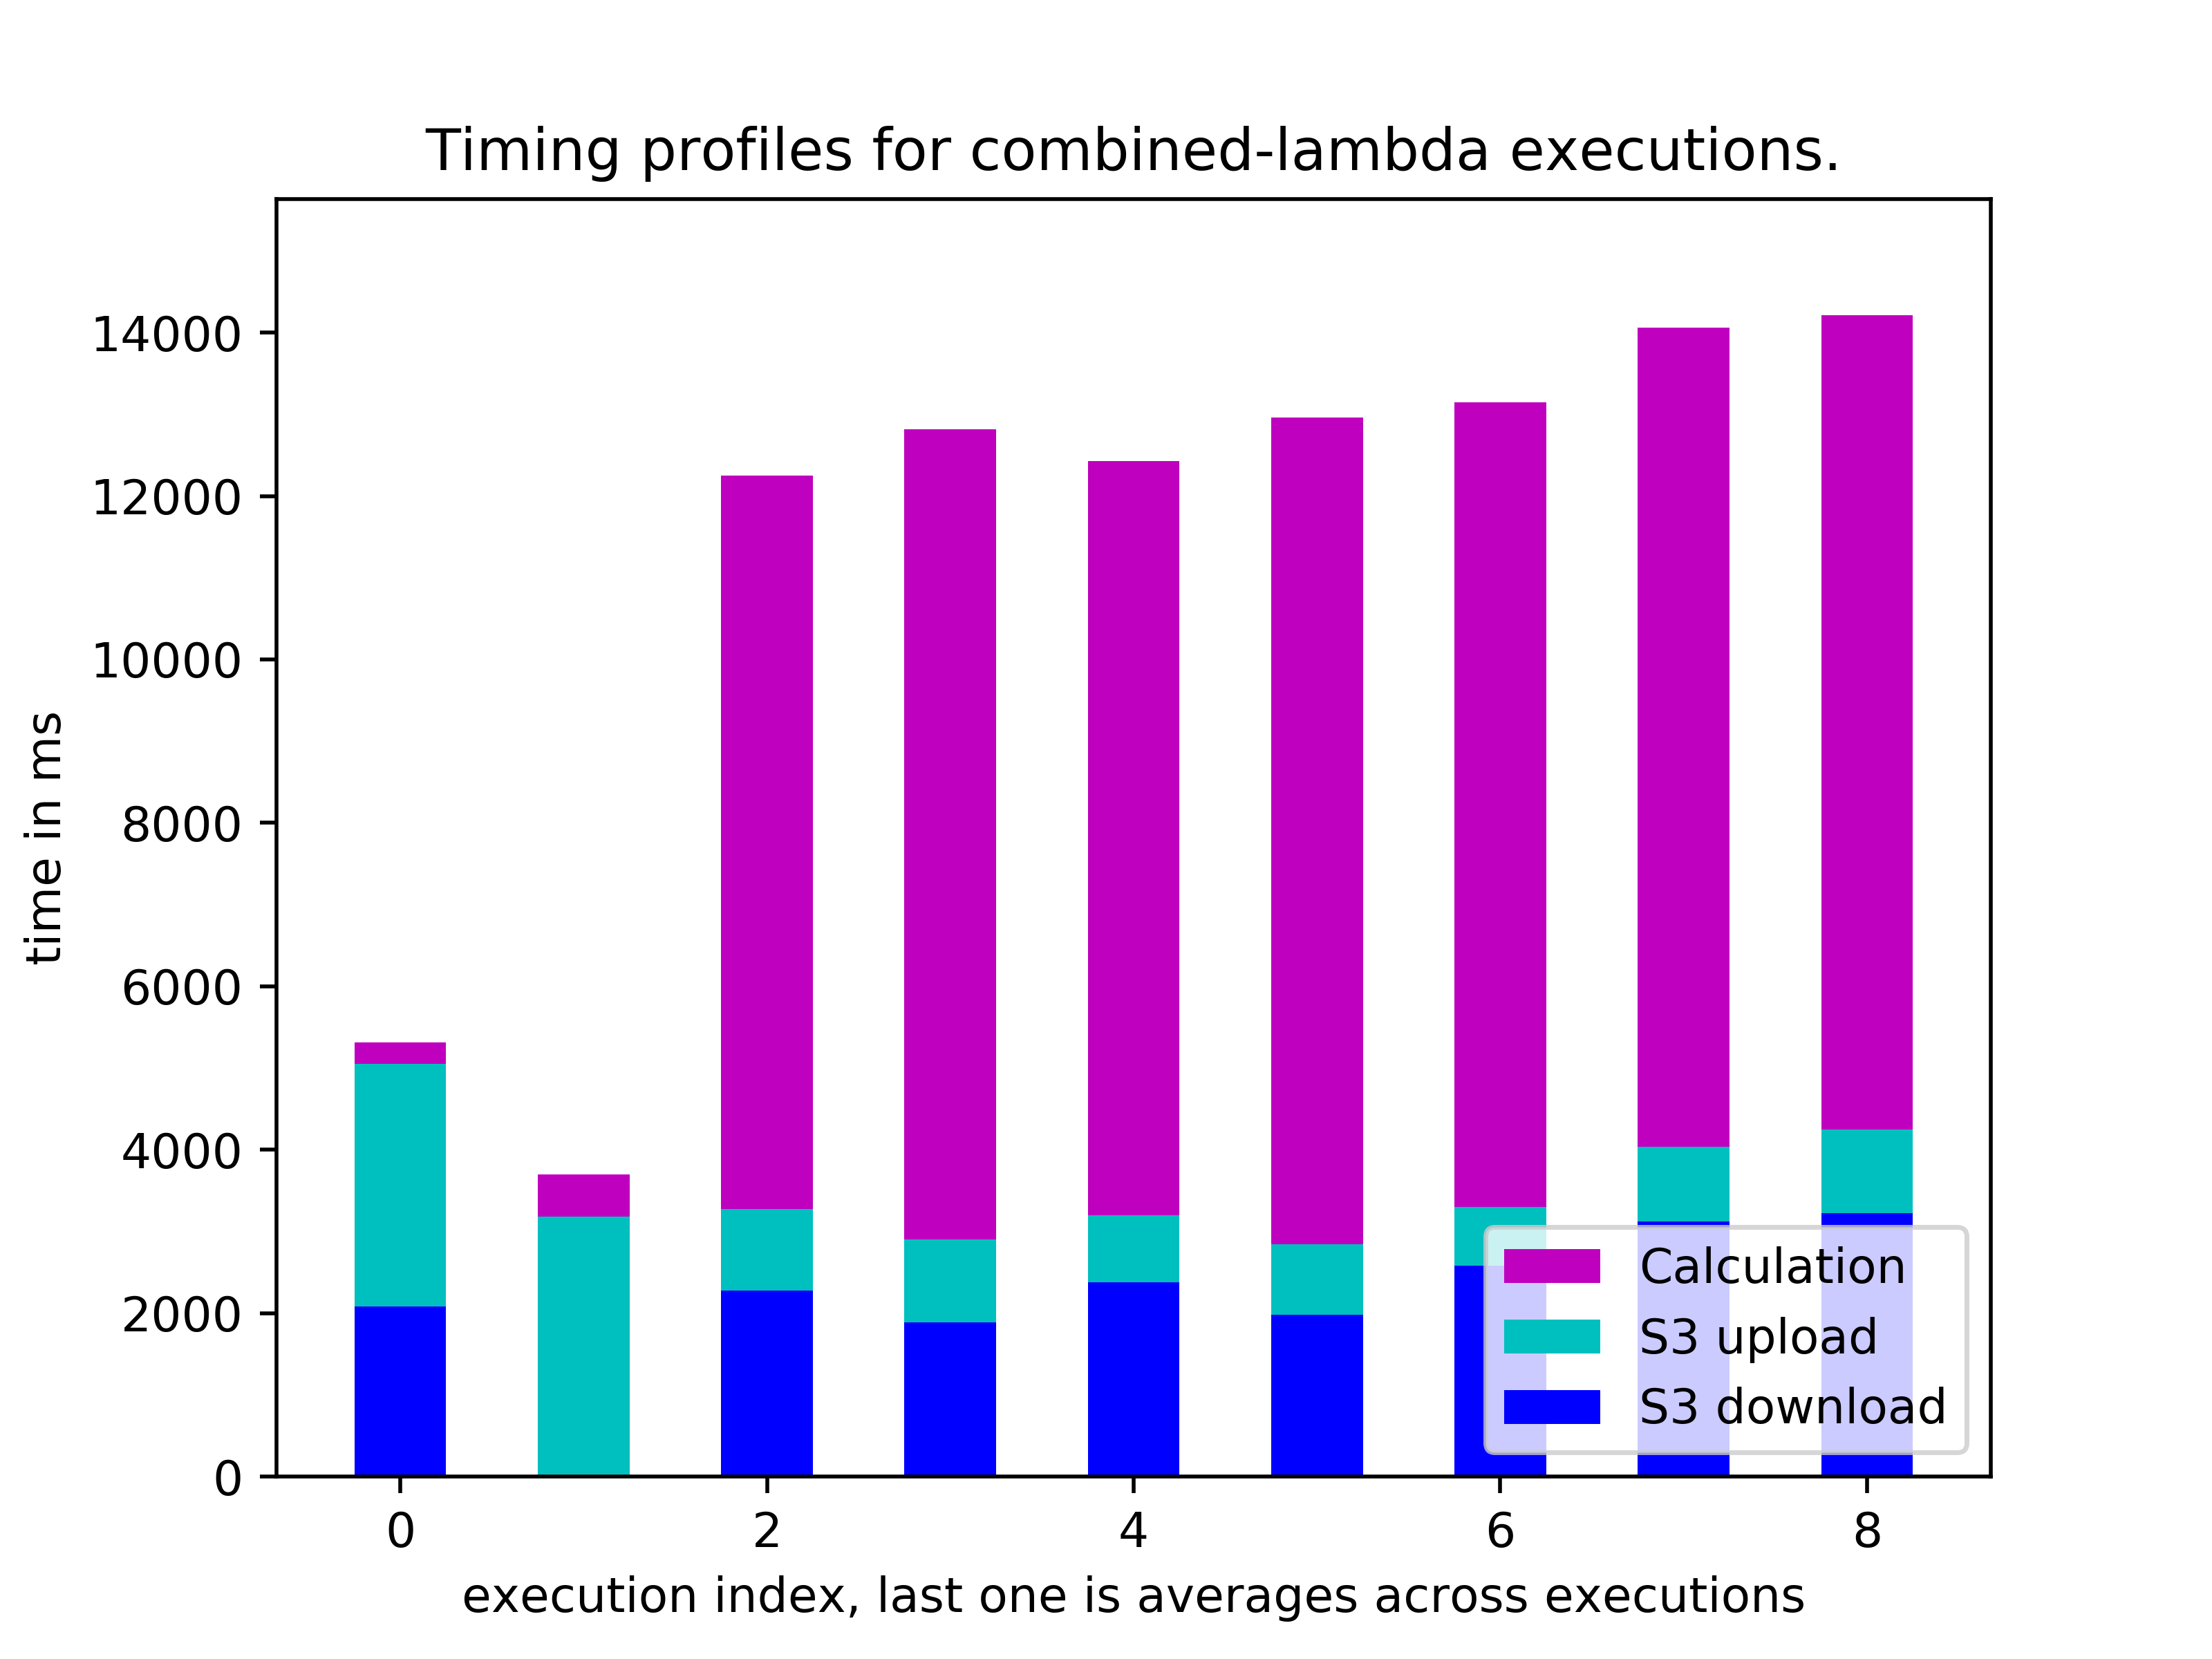 Timing profiles for combined-lambda executions.
14000
12000
10000
8000
6000
4000
2000
0
time in ms
Calculation
S3 upload
S3 download
0 2 4 6 8
execution index, last one is averages across executions